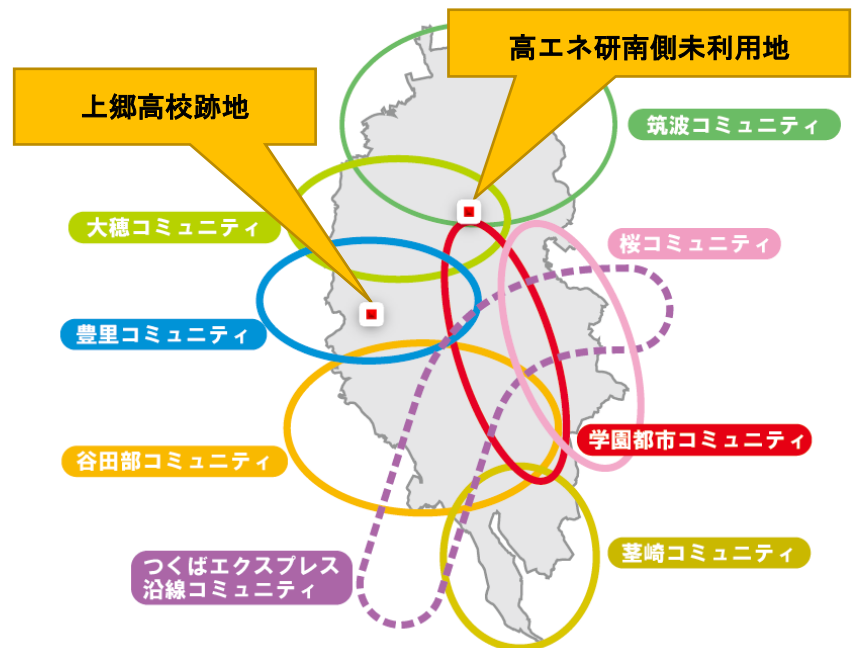 高エネ研南側未利用地
上郷高校跡地
筑波コミュニティ
大穂コミュニティ
桜コミュニティ
豊里コミュニティ
学園都市コミュニティ
谷田部コミュニティ
茎崎コミュニティ
つくばエクスプレス
沿線コミュニティ